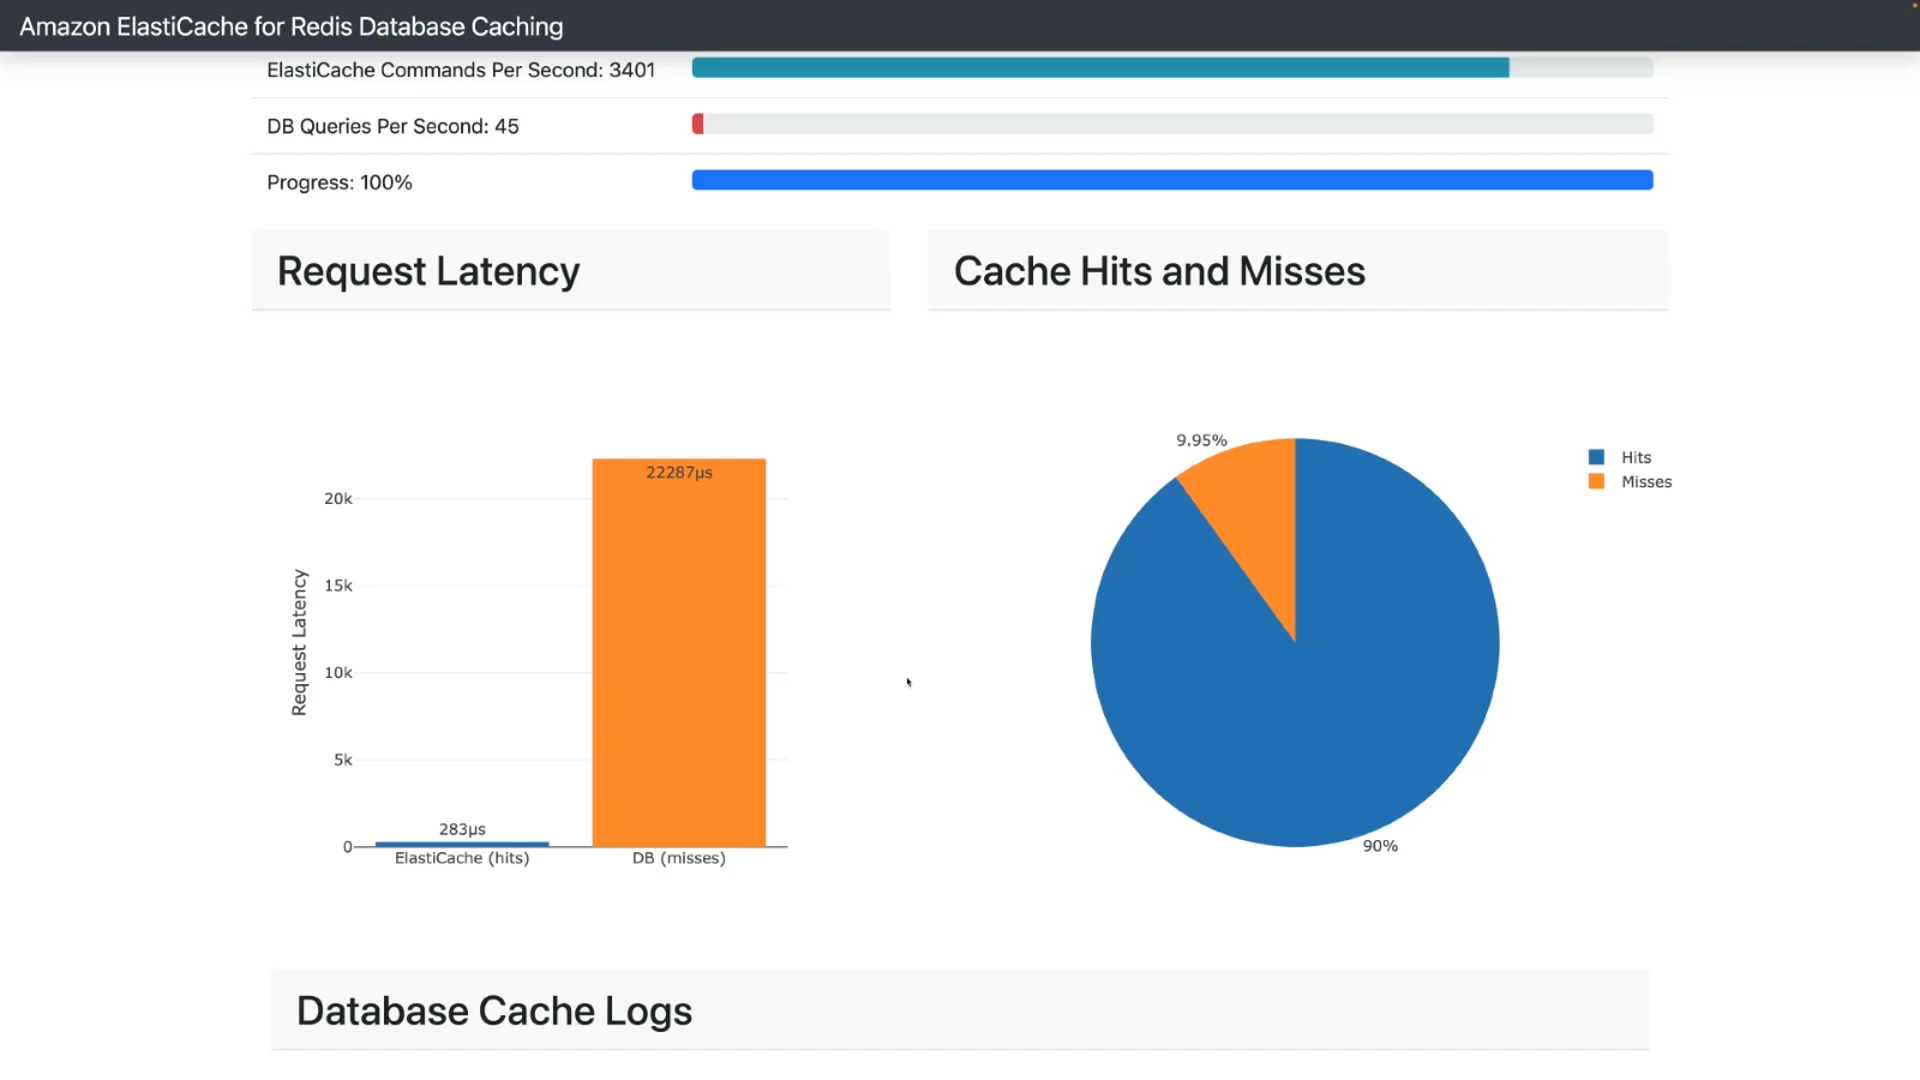 Amazon ElastiCache for Redis Database Caching
ElastiCache Commands Per Second: 3401
DB Queries Per Second: 45
Progress: 100%
Request Latency
Cache Hits and Misses
Request Latency
20k
15k
10k
5k
0
22287µs
283µs
ElastiCache (hits)
DB (misses)
9.95%
90%
Hits
Misses
Database Cache Logs